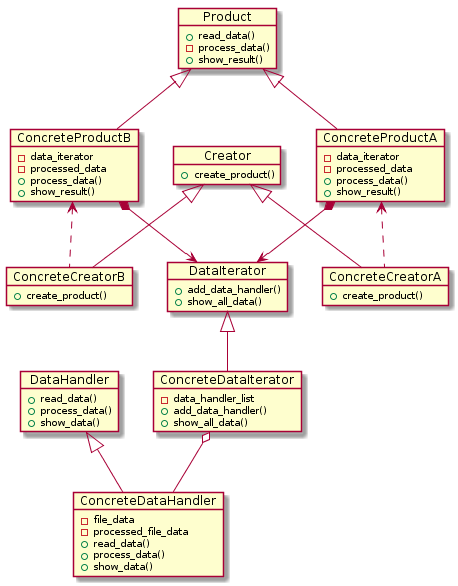 Product
read_data()
process_data()
show_result()
ConcreteProductB
data_iterator
processed_data
process_data()
show_result()
Creator
create_product()
ConcreteProductA
data_iterator
processed_data
process_data()
show_result()
ConcreteCreatorB
create_product()
DataIterator
add_data_handler()
show_all_data()
ConcreteCreatorA
create_product()
DataHandler
read_data()
process_data()
show_data()
ConcreteDataIterator
data_handler_list
add_data_handler()
show_all_data()
ConcreteDataHandler
file_data
processed_file_data
read_data()
process_data()
show_data()